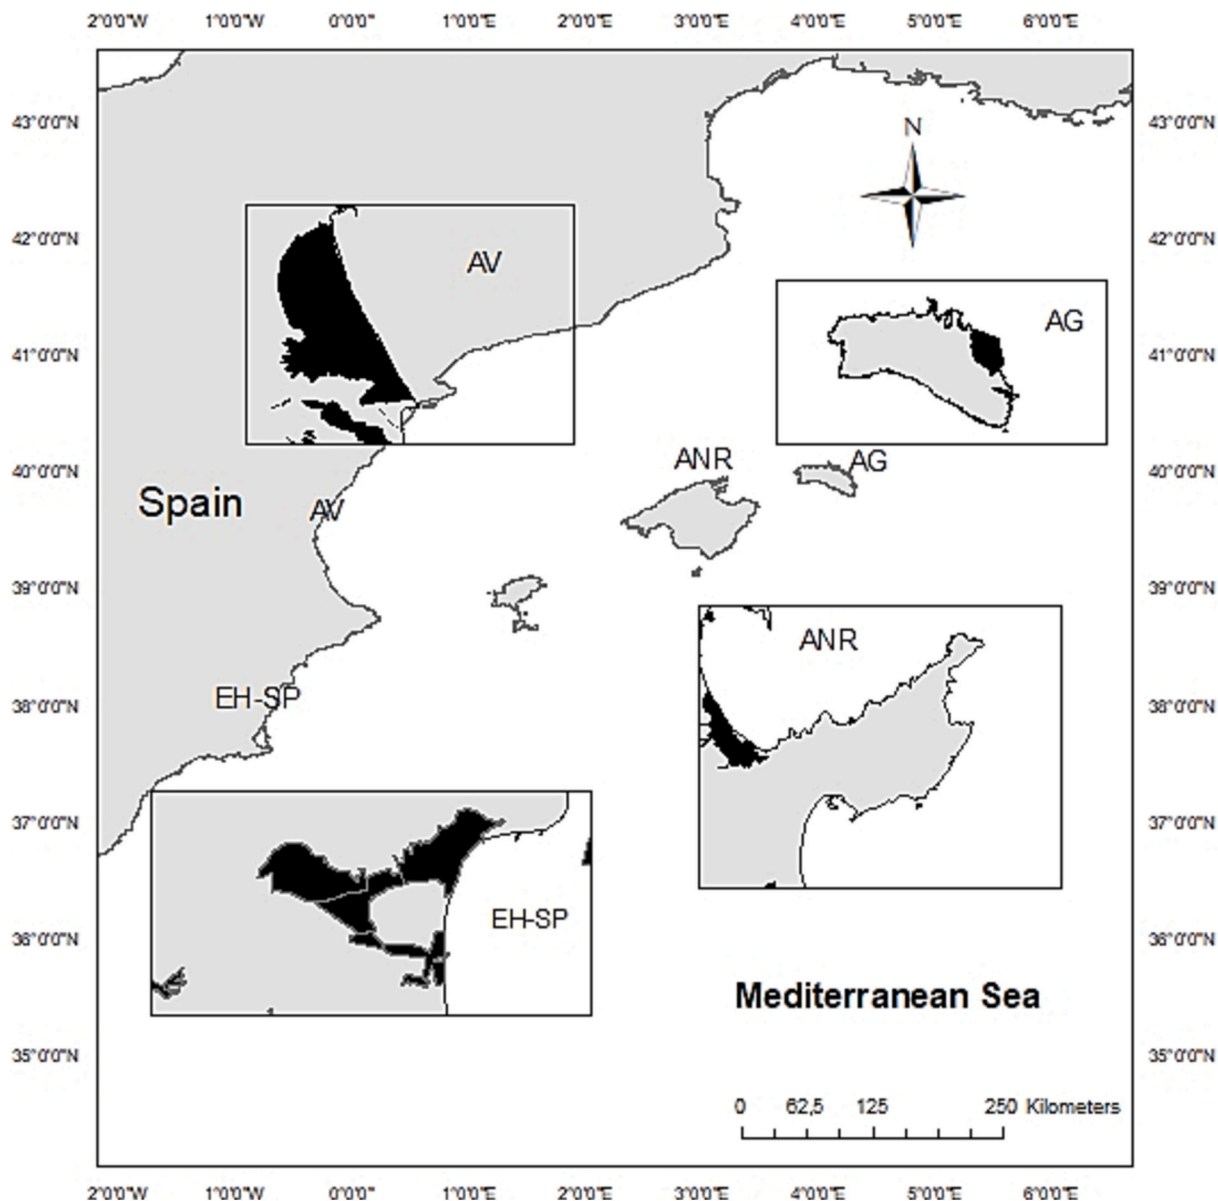 2°0'0"W 1°0'0"W 0°0'0" 1°0'0"E 2°0'0"E 3°0'0"E 4°0'0"E 5°0'0"E 6°0'0"E
43°0'0"N 43°0'0"N
N
42°0'0"N 42°0'0"N
AV
AG
41°0'0"N 41°0'0"N
ANR AG
40°0'0"N 40°0'0"N
Spain AV
39°0'0"N 39°0'0"N
ANR
EH-SP
38°0'0"N 38°0'0"N
37°0'0"N 37°0'0"N
EH-SP
36°0'0"N 36°0'0"N
Mediterranean Sea
35°0'0"N 35°0'0"N
0 62,5 125 250 Kilometers
2°0'0"W 1°0'0"W 0°0'0" 1°0'0"E 2°0'0"E 3°0'0"E 4°0'0"E 5°0'0"E 6°0'0"E